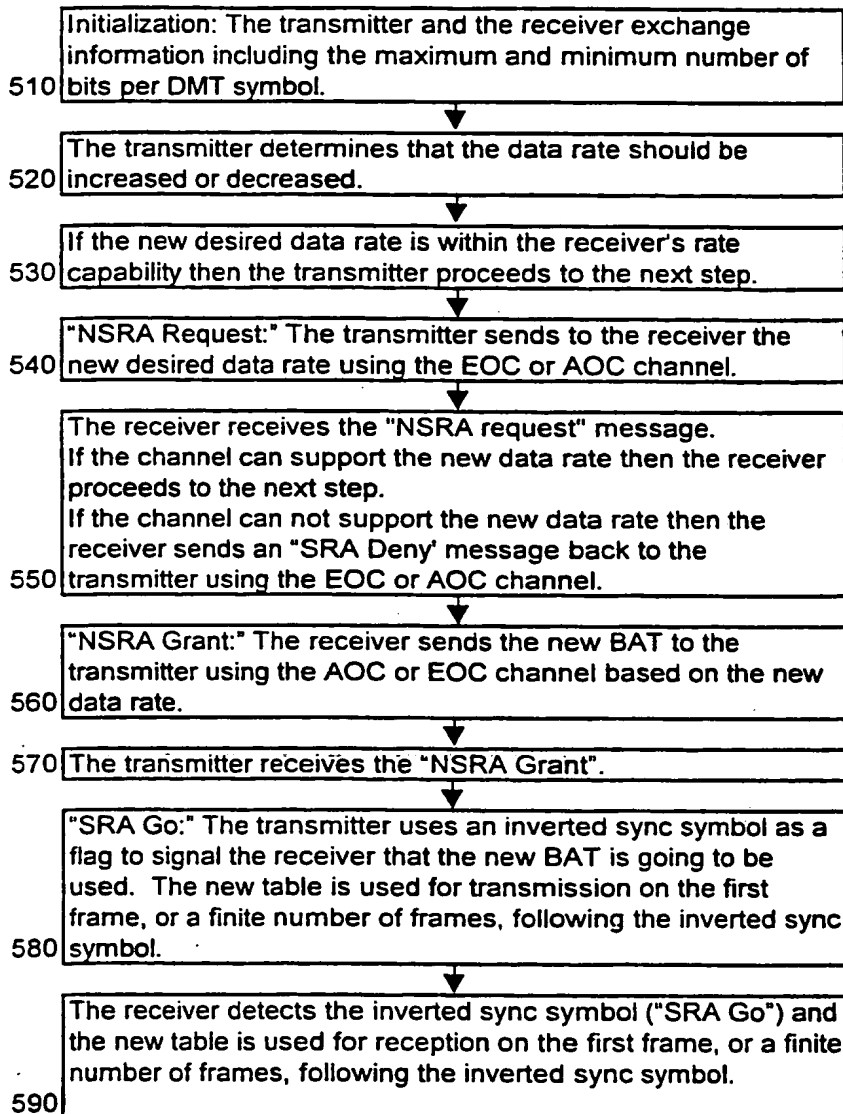 Initialization: The transmitter and the receiver exchange
information including the maximum and minimum number of
510 bits per DMT symbol.
The transmitter determines that the data rate should be
520 increased or decreased.
If the new desired data rate is within the receiver's rate
530 capability then the transmitter proceeds to the next step.
"NSRA Request:" The transmitter sends to the receiver the
540 new desired data rate using the EOC or AOC channel.
The receiver receives the "NSRA request" message.
If the channel can support the new data rate then the receiver
proceeds to the next step.
If the channel can not support the new data rate then the
receiver sends an "SRA Deny' message back to the
550 transmitter using the EOC or AOC channel.
"NSRA Grant:" The receiver sends the new BAT to the
transmitter using the AOC or EOC channel based on the new
560 data rate.
570 The transmitter receives the "NSRA Grant".
"SRA Go:" The transmitter uses an inverted sync symbol as a
flag to signal the receiver that the new BAT is going to be
used. The new table is used for transmission on the first
frame, or a finite number of frames, following the inverted sync
580 symbol.
The receiver detects the inverted sync symbol ("SRA Go") and
the new table is used for reception on the first frame, or a finite
number of frames, following the inverted sync symbol.
590